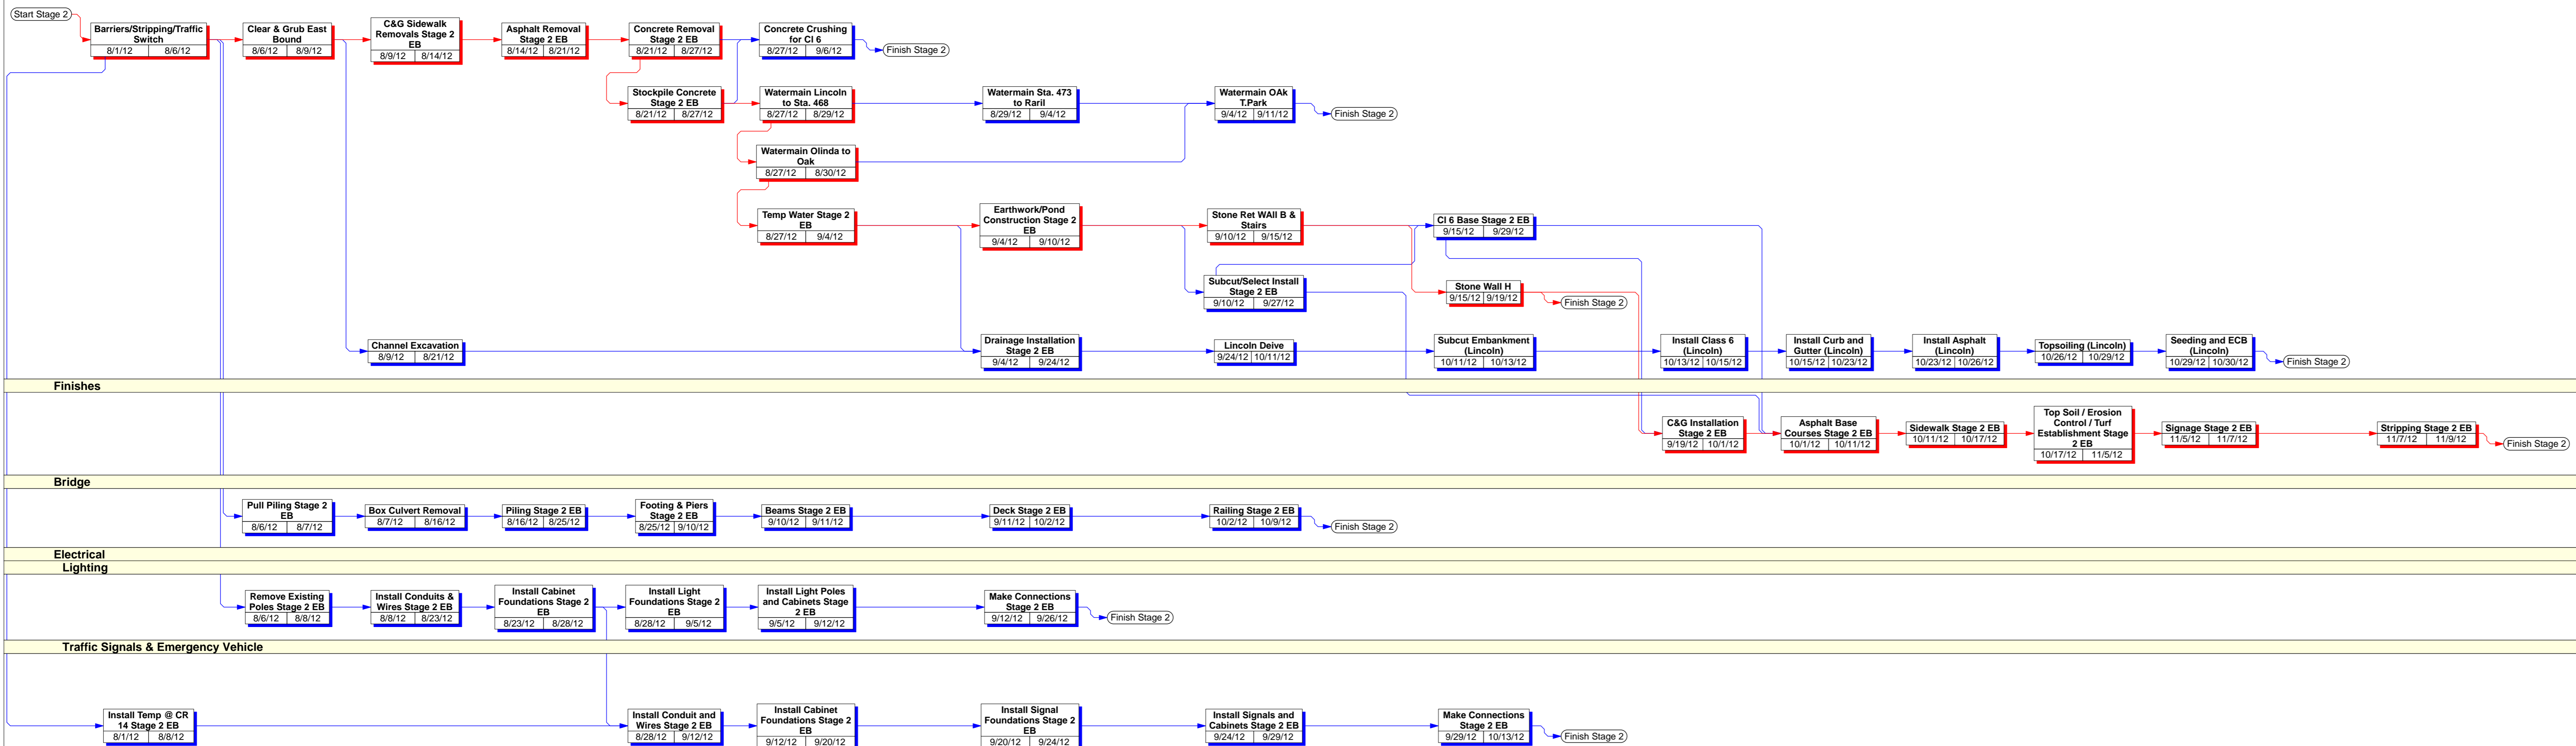 Start Stage 2
Barriers/Stripping/Traffic
Switch
8/1/12 8/6/12
Clear & Grub East
Bound
8/6/12 8/9/12
C&G Sidewalk
Removals Stage 2
EB
8/9/12 8/14/12
Asphalt Removal
Stage 2 EB
8/14/12 8/21/12
Concrete Removal
Stage 2 EB
8/21/12 8/27/12
Concrete Crushing
for Cl 6
8/27/12 9/6/12
Finish Stage 2
Stockpile Concrete
Stage 2 EB
8/21/12 8/27/12
Watermain Lincoln
to Sta. 468
8/27/12 8/29/12
Watermain Sta. 473
to Raril
8/29/12 9/4/12
Watermain OAk
T.Park
9/4/12 9/11/12
Finish Stage 2
Watermain Olinda to
Oak
8/27/12 8/30/12
Temp Water Stage 2
EB
8/27/12 9/4/12
Earthwork/Pond
Construction Stage 2
EB
9/4/12 9/10/12
Stone Ret WAll B &
Stairs
9/10/12 9/15/12
Cl 6 Base Stage 2 EB
9/15/12 9/29/12
Subcut/Select Install
Stage 2 EB
9/10/12 9/27/12
Stone Wall H
9/15/12 9/19/12
Finish Stage 2
Channel Excavation
8/9/12 8/21/12
Drainage Installation
Stage 2 EB
9/4/12 9/24/12
Lincoln Deive
9/24/12 10/11/12
Subcut Embankment
(Lincoln)
10/11/12 10/13/12
Install Class 6
(Lincoln)
10/13/12 10/15/12
Install Curb and
Gutter (Lincoln)
10/15/12 10/23/12
Install Asphalt
(Lincoln)
10/23/12 10/26/12
Topsoiling (Lincoln)
10/26/12 10/29/12
Seeding and ECB
(Lincoln)
10/29/12 10/30/12
Finish Stage 2
Finishes
C&G Installation
Stage 2 EB
9/19/12 10/1/12
Asphalt Base
Courses Stage 2 EB
10/1/12 10/11/12
Sidewalk Stage 2 EB
10/11/12 10/17/12
Top Soil / Erosion
Control / Turf
Establishment Stage
2 EB
10/17/12 11/5/12
Signage Stage 2 EB
11/5/12 11/7/12
Stripping Stage 2 EB
11/7/12 11/9/12
Finish Stage 2
Bridge
Pull Piling Stage 2
EB
8/6/12 8/7/12
Box Culvert Removal
8/7/12 8/16/12
Piling Stage 2 EB
8/16/12 8/25/12
Footing & Piers
Stage 2 EB
8/25/12 9/10/12
Beams Stage 2 EB
9/10/12 9/11/12
Deck Stage 2 EB
9/11/12 10/2/12
Railing Stage 2 EB
10/2/12 10/9/12
Finish Stage 2
Electrical
Lighting
Remove Existing
Poles Stage 2 EB
8/6/12 8/8/12
Install Conduits &
Wires Stage 2 EB
8/8/12 8/23/12
Install Cabinet
Foundations Stage 2
EB
8/23/12 8/28/12
Install Light
Foundations Stage 2
EB
8/28/12 9/5/12
Install Light Poles
and Cabinets Stage
2 EB
9/5/12 9/12/12
Make Connections
Stage 2 EB
9/12/12 9/26/12
Finish Stage 2
Traffic Signals & Emergency Vehicle
Install Temp @ CR
14 Stage 2 EB
8/1/12 8/8/12
Install Conduit and
Wires Stage 2 EB
8/28/12 9/12/12
Install Cabinet
Foundations Stage 2
EB
9/12/12 9/20/12
Install Signal
Foundations Stage 2
EB
9/20/12 9/24/12
Install Signals and
Cabinets Stage 2 EB
9/24/12 9/29/12
Make Connections
Stage 2 EB
9/29/12 10/13/12
Finish Stage 2